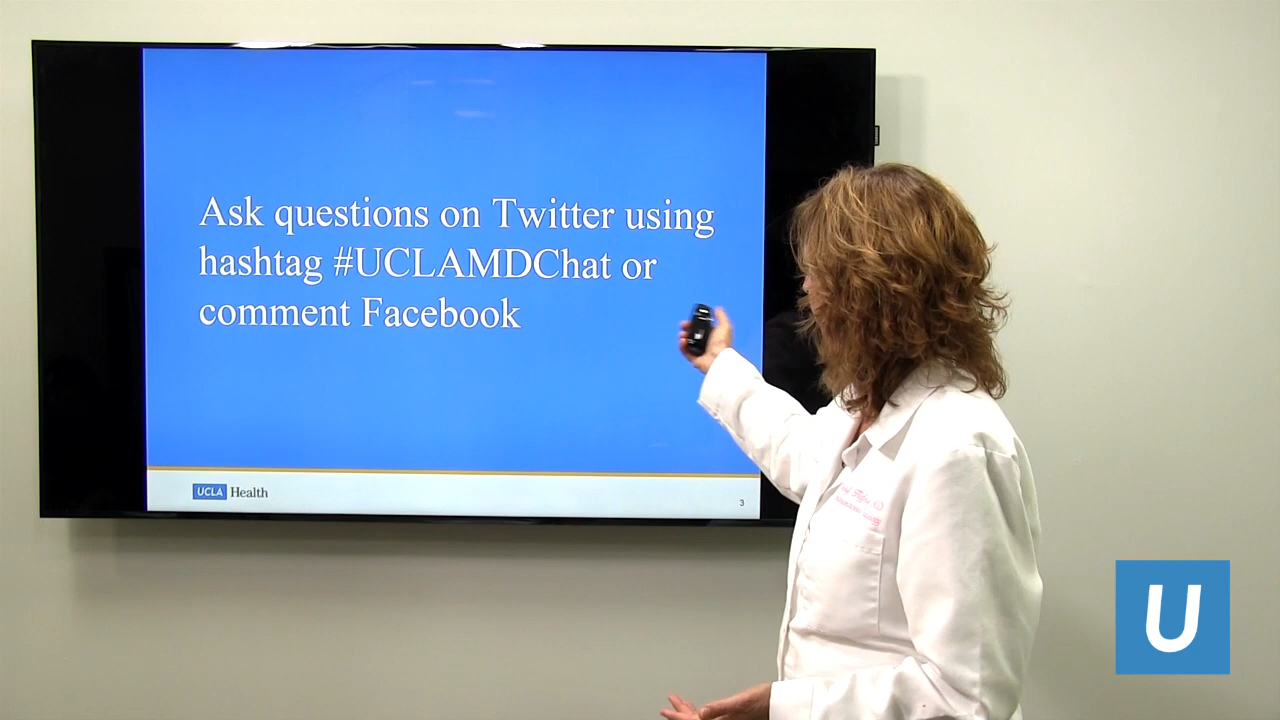 Ask questions on Twitter using
hashtag #UCLAMDChat or
comment Facebook
UCLA Health
3
U